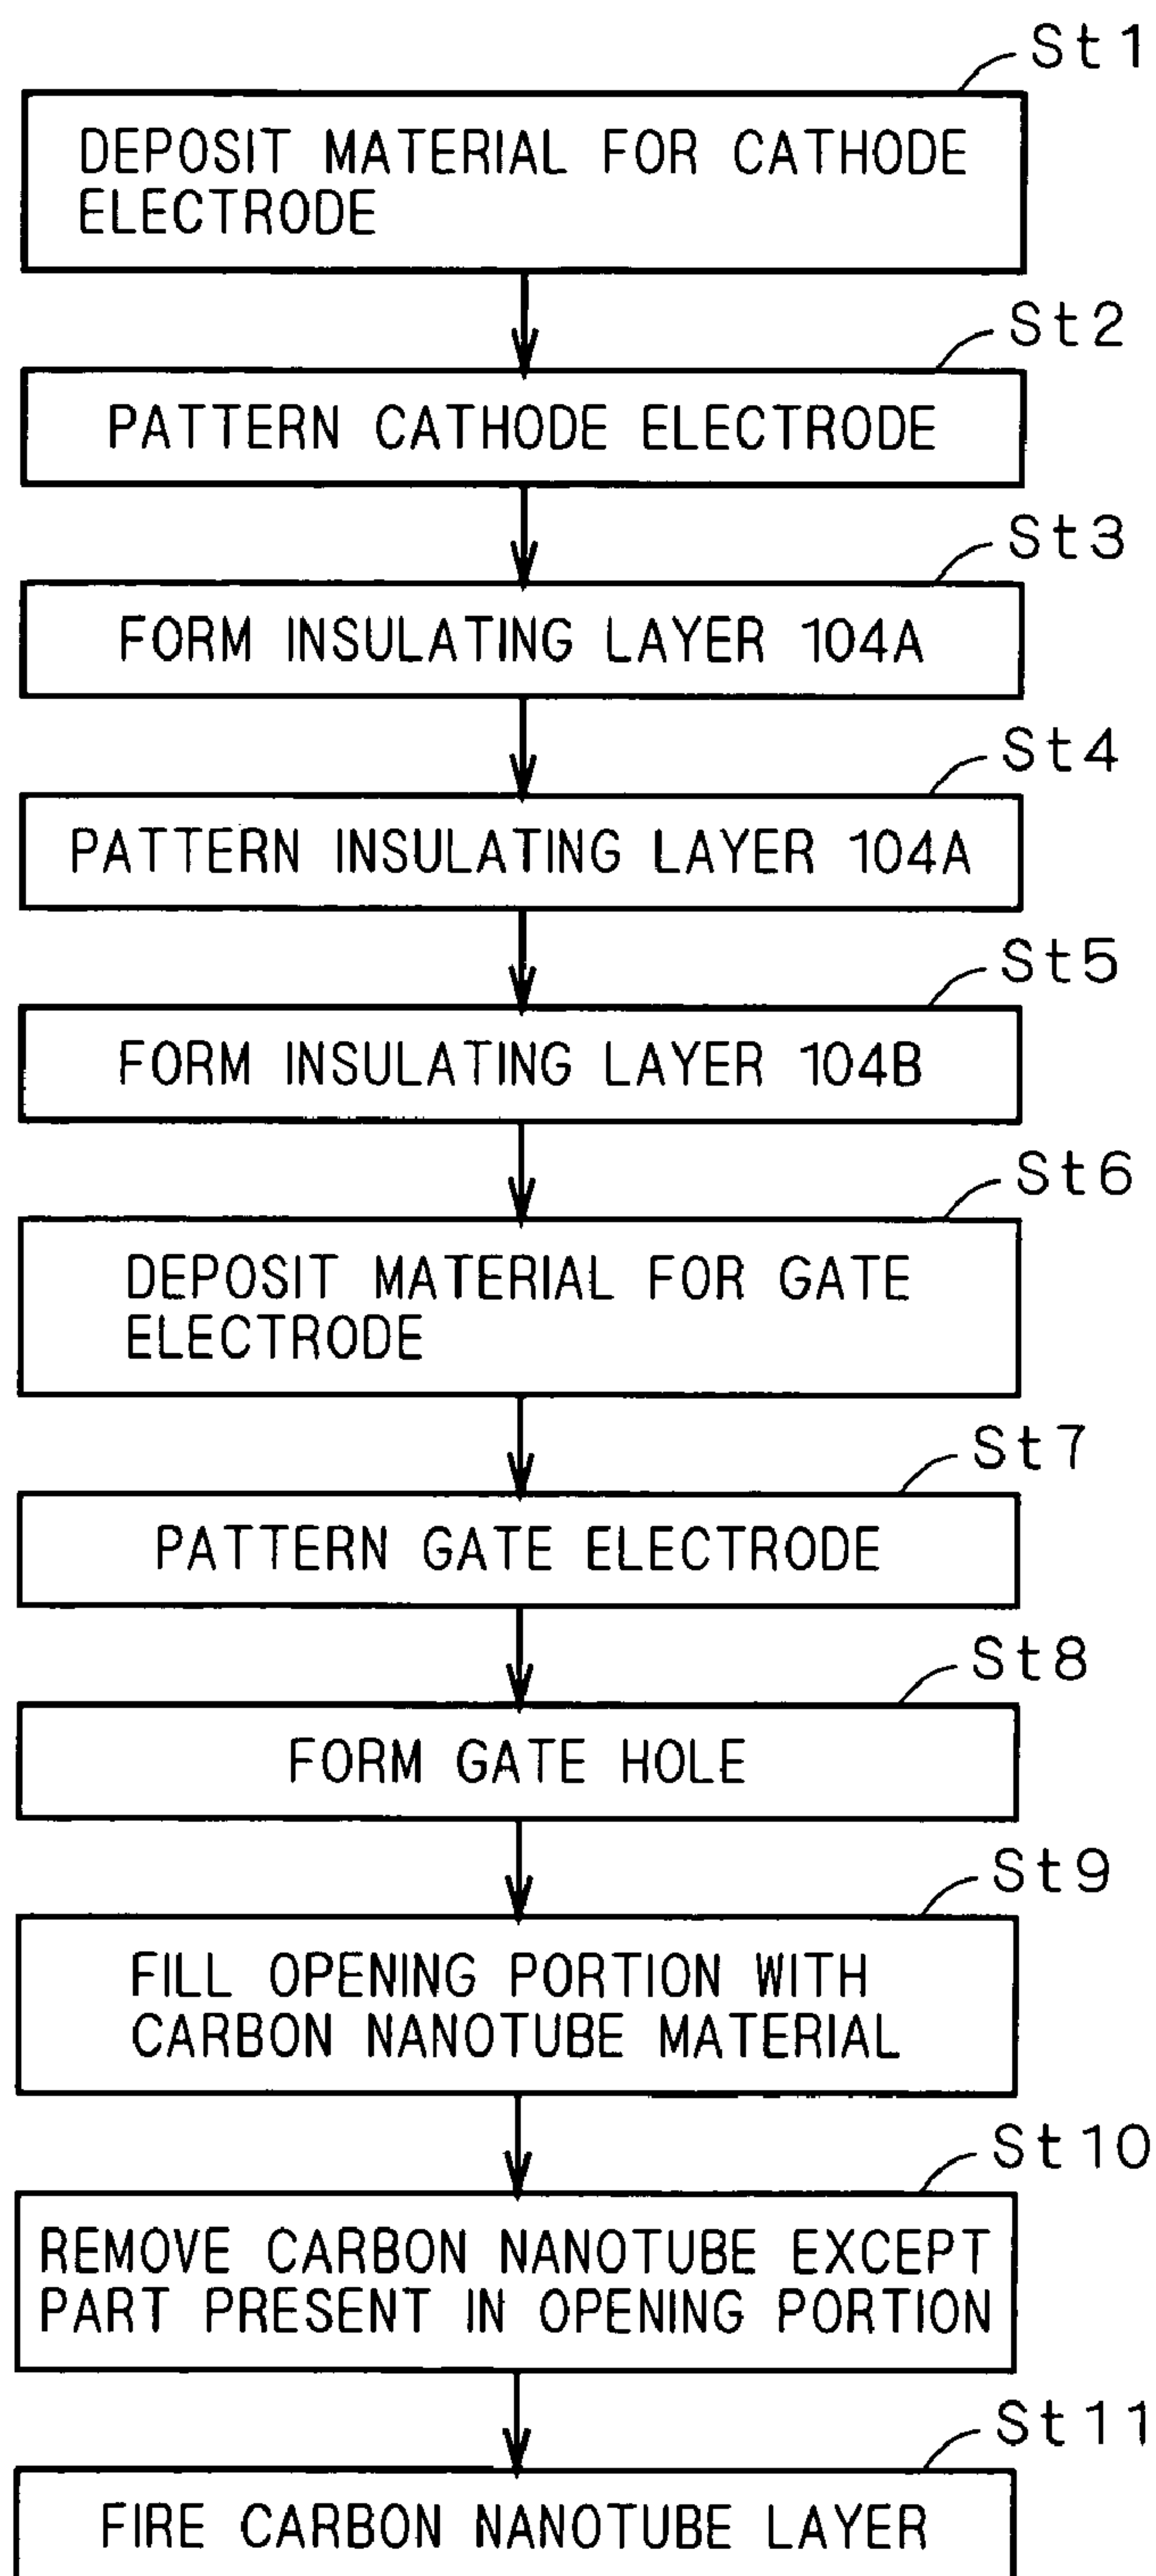 St1
DEPOSIT MATERIAL FOR CATHODE
ELECTRODE
St2
PATTERN CATHODE ELECTRODE
St3
FORM INSULATING LAYER 104A
St4
PATTERN INSULATING LAYER 104A
St5
FORM INSULATING LAYER 104B
St6
DEPOSIT MATERIAL FOR GATE
ELECTRODE
St7
PATTERN GATE ELECTRODE
St8
FORM GATE HOLE
St9
FILL OPENING PORTION WITH
CARBON NANOTUBE MATERIAL
St10
REMOVE CARBON NANOTUBE EXCEPT
PART PRESENT IN OPENING PORTION
St11
FIRE CARBON NANOTUBE LAYER